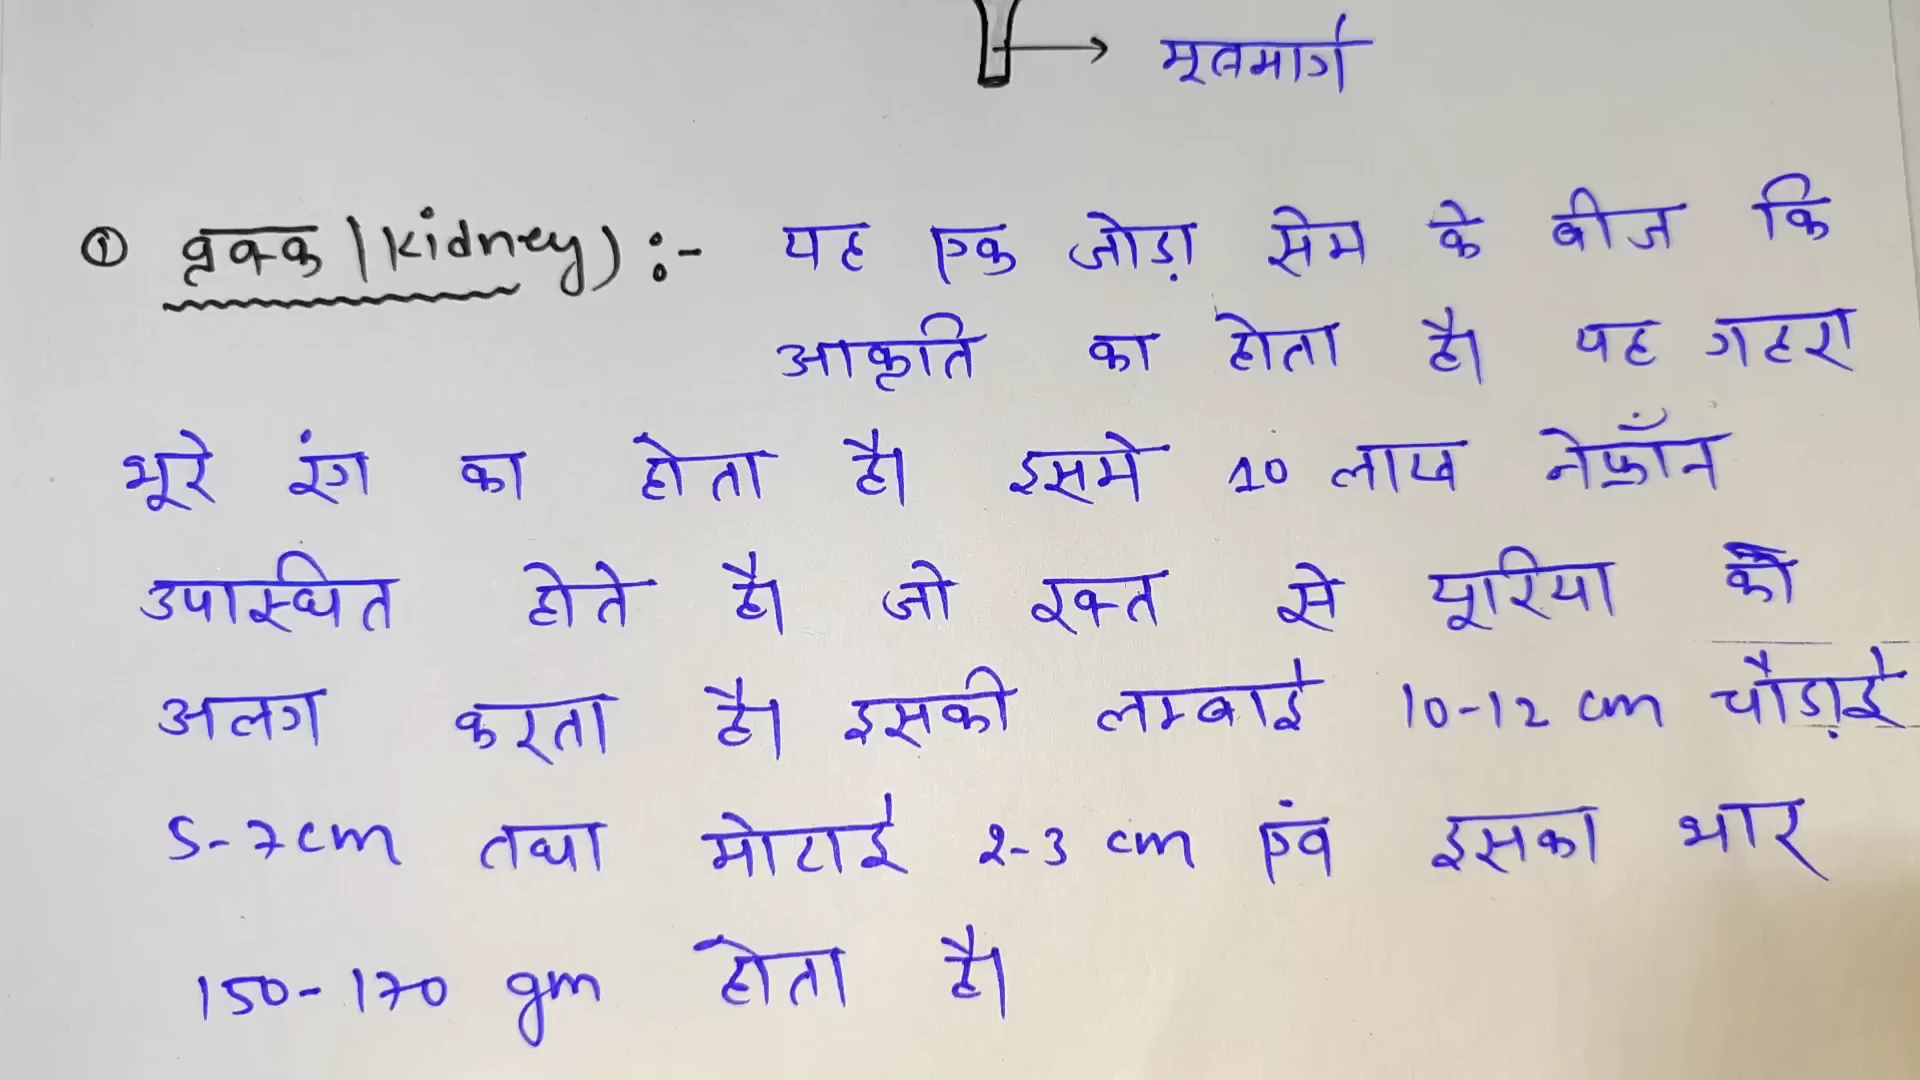 मूत्रमार्ग
① वृक्क (Kidney) :- यह एक जोड़ा सेम के बीज कि
आकृति का होता है। यह गहरा
भूरे रंग का होता है। इसमे 10 लाख नेफ्रॉन
उपास्थित होते है। जो रक्त से यूरिया को
अलग करता है। इसकी लम्बाई 10-12 cm चौड़ाई
5-7cm तथा मोटाई 2-3 cm एंव इसका भार
150-170 gm होता है।